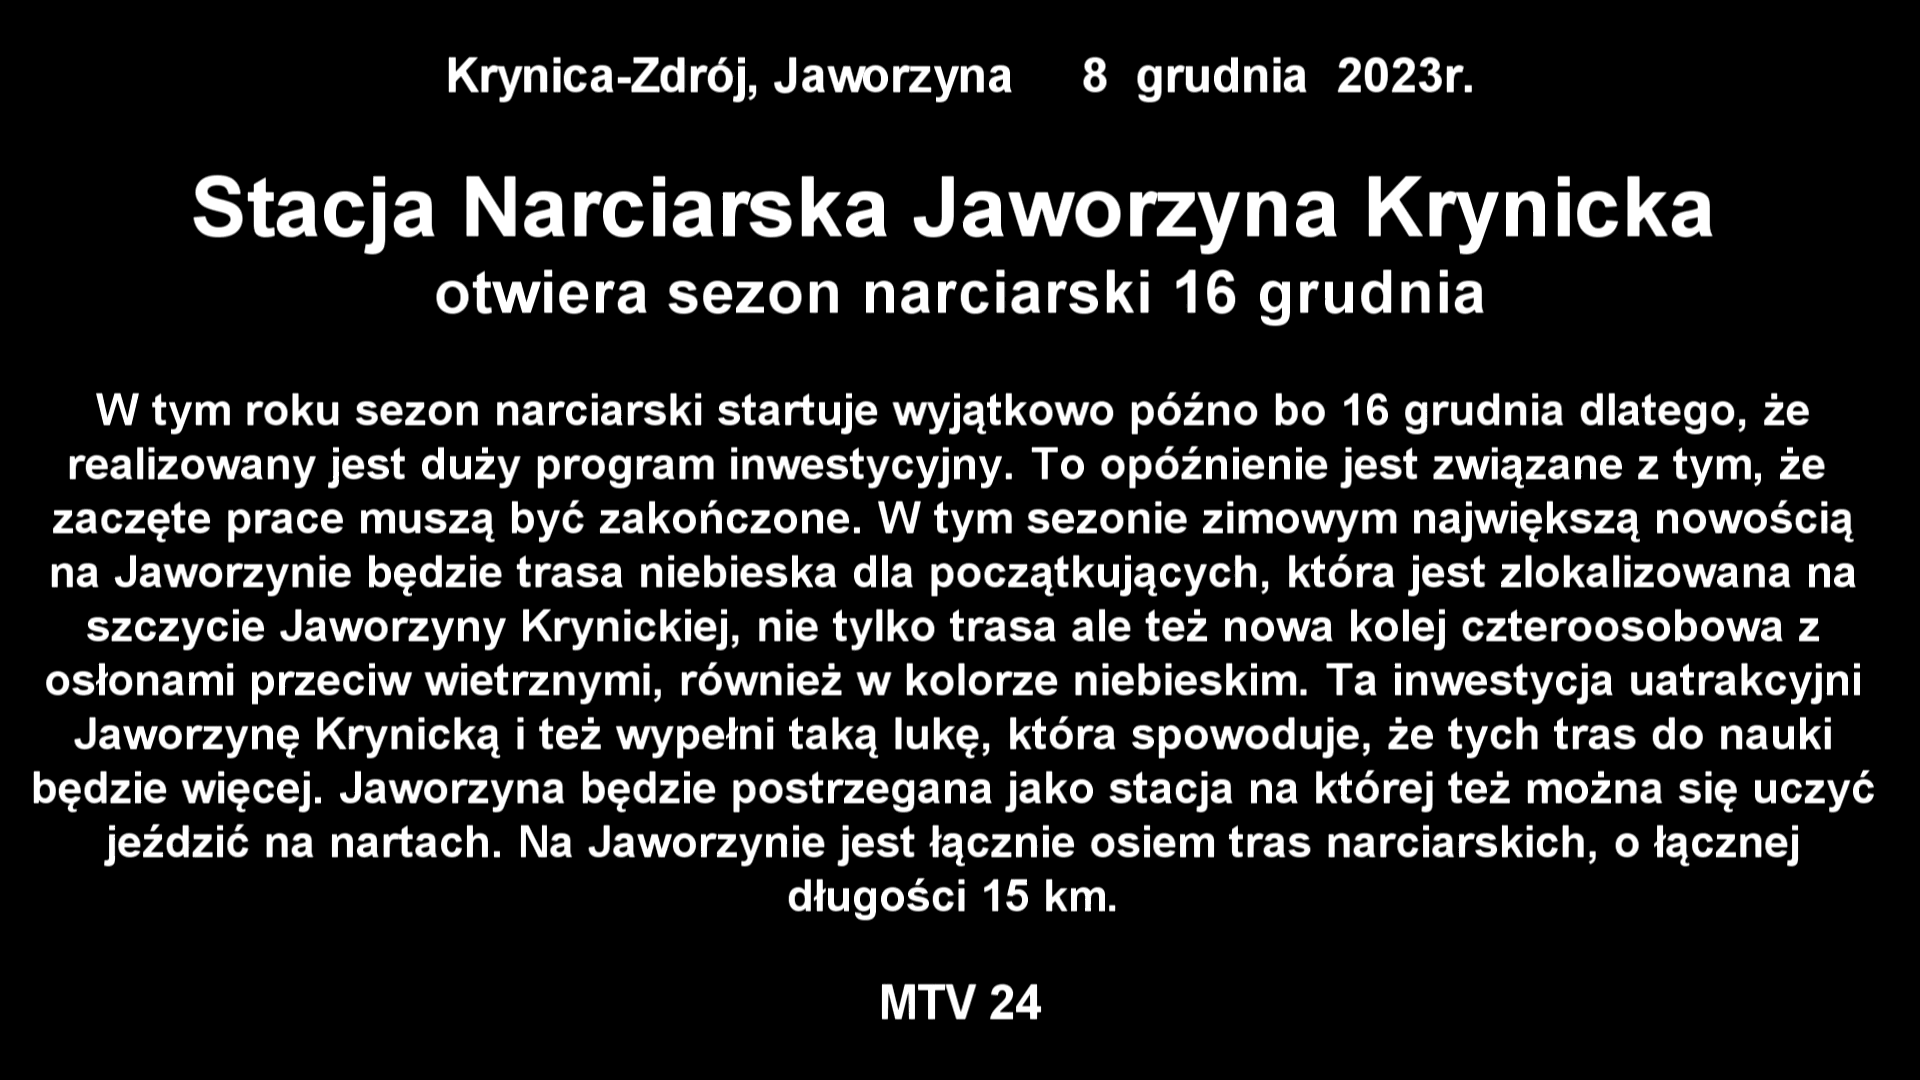 Krynica-Zdrój, Jaworzyna 8 grudnia 2023r.
Stacja Narciarska Jaworzyna Krynicka
otwiera sezon narciarski 16 grudnia
W tym roku sezon narciarski startuje wyjątkowo późno bo 16 grudnia dlatego, że
realizowany jest duży program inwestycyjny. To opóźnienie jest związane z tym, że
zaczęte prace muszą być zakończone. W tym sezonie zimowym największą nowością
na Jaworzynie będzie trasa niebieska dla początkujących, która jest zlokalizowana na
szczycie Jaworzyny Krynickiej, nie tylko trasa ale też nowa kolej czteroosobowa z
osłonami przeciw wietrznymi, również w kolorze niebieskim. Ta inwestycja uatrakcyjni
Jaworzynę Krynicką i też wypełni taką lukę, która spowoduje, że tych tras do nauki
będzie więcej. Jaworzyna będzie postrzegana jako stacja na której też można się uczyć
jeździć na nartach. Na Jaworzynie jest łącznie osiem tras narciarskich, o łącznej
długości 15 km.
MTV 24